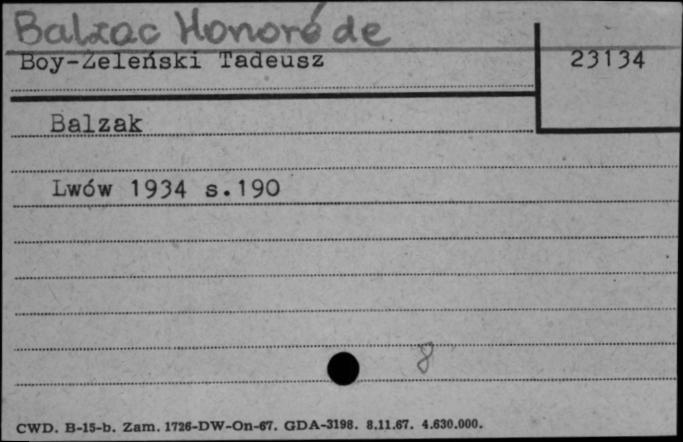 Balzac Honoré de
Boy-Żeleński Tadeusz
23134
Balzak
Lwów 1934 s.190
8
CWD. B-15-b. Zam. 1726-DW-On-67. GDA-3198. 8.11.67. 4.630.000.